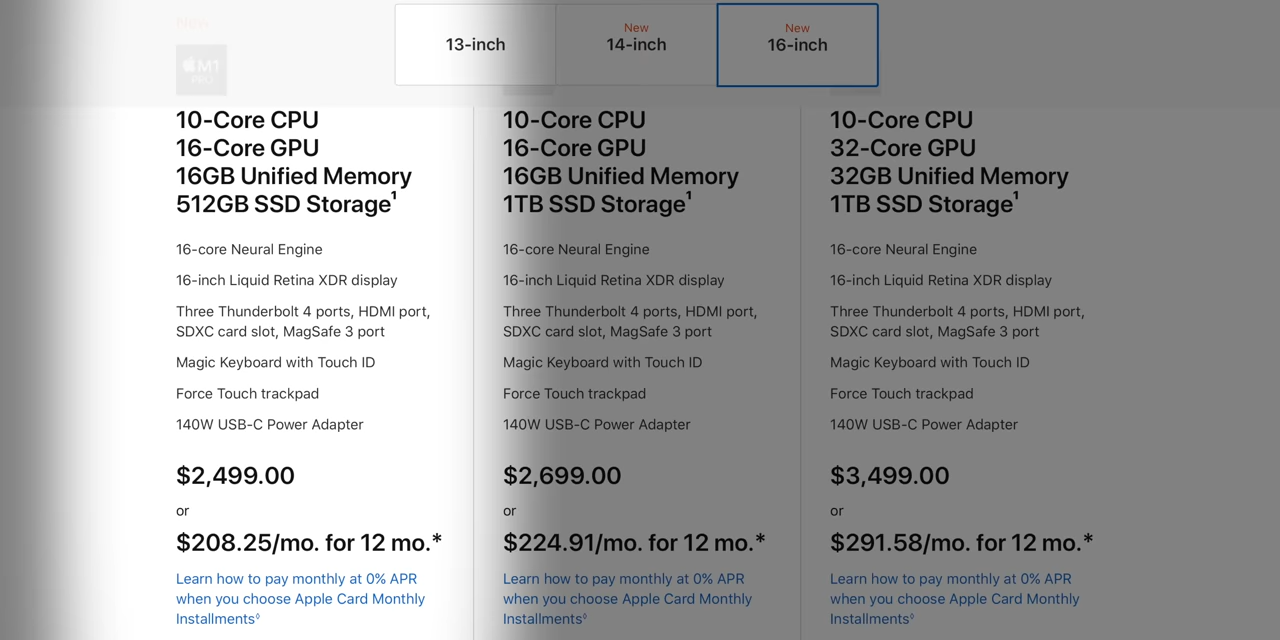 New
M1
PRO
13-inch
New
14-inch
New
16-inch
10-Core CPU
16-Core GPU
16GB Unified Memory
512GB SSD Storage¹
16-core Neural Engine
16-inch Liquid Retina XDR display
Three Thunderbolt 4 ports, HDMI port,
SDXC card slot, MagSafe 3 port
Magic Keyboard with Touch ID
Force Touch trackpad
140W USB-C Power Adapter
$2,499.00
or
$208.25/mo. for 12 mo.*
Learn how to pay monthly at 0% APR
when you choose Apple Card Monthly
Installments◊
10-Core CPU
16-Core GPU
16GB Unified Memory
1TB SSD Storage¹
16-core Neural Engine
16-inch Liquid Retina XDR display
Three Thunderbolt 4 ports, HDMI port,
SDXC card slot, MagSafe 3 port
Magic Keyboard with Touch ID
Force Touch trackpad
140W USB-C Power Adapter
$2,699.00
or
$224.91/mo. for 12 mo.*
Learn how to pay monthly at 0% APR
when you choose Apple Card Monthly
Installments◊
10-Core CPU
32-Core GPU
32GB Unified Memory
1TB SSD Storage¹
16-core Neural Engine
16-inch Liquid Retina XDR display
Three Thunderbolt 4 ports, HDMI port,
SDXC card slot, MagSafe 3 port
Magic Keyboard with Touch ID
Force Touch trackpad
140W USB-C Power Adapter
$3,499.00
or
$291.58/mo. for 12 mo.*
Learn how to pay monthly at 0% APR
when you choose Apple Card Monthly
Installments◊